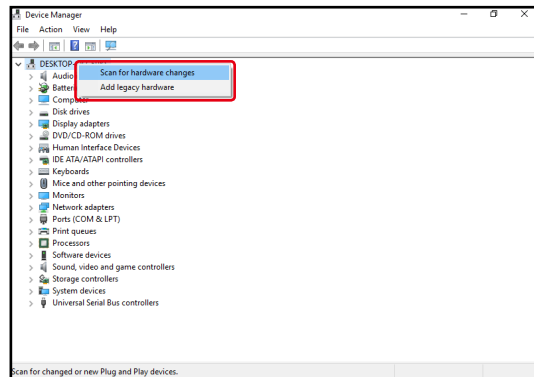 Device Manager
File Action View Help
DESKTOP-
Scan for hardware changes
Audio
Add legacy hardware
Batter
Computer
Disk drives
Display adapters
DVD/CD-ROM drives
Human Interface Devices
IDE ATA/ATAPI controllers
Keyboards
Mice and other pointing devices
Monitors
Network adapters
Ports (COM & LPT)
Print queues
Processors
Software devices
Sound, video and game controllers
Storage controllers
System devices
Universal Serial Bus controllers
Scan for changed or new Plug and Play devices.